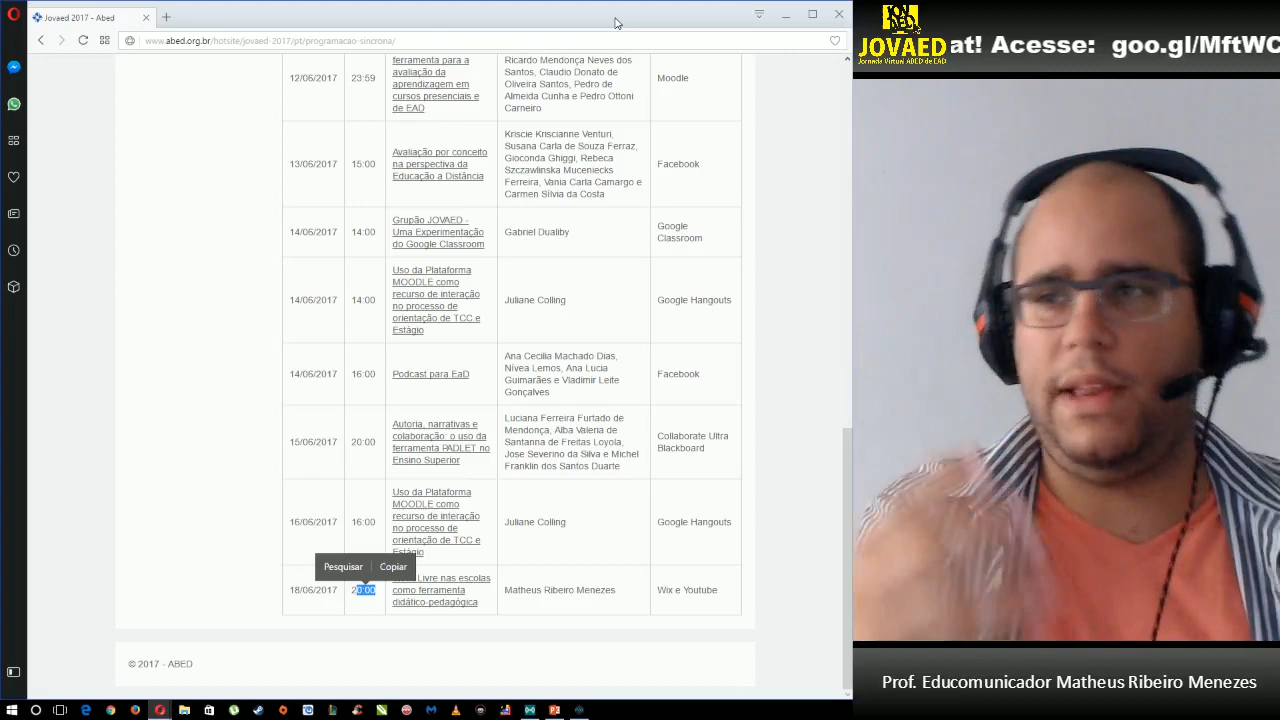 Jovaed 2017 - Abed
www.abed.org.br/hotsite/jovaed-2017/pt/programacao-sincrona/
JOVAED
Jornada Virtual ABED de EAD
at! Acesse: goo.gl/MftWC
12/06/2017
23:59
ferramenta para a
avaliação da
aprendizagem em
cursos presenciais e
de EAD
Ricardo Mendonça Neves dos
Santos, Claudio Donato de
Oliveira Santos, Pedro de
Almeida Cunha e Pedro Ottoni
Carneiro
Moodle
13/06/2017
15:00
Avaliação por conceito
na perspectiva da
Educação a Distância
Kriscie Kriscianne Venturi,
Susana Carla de Souza Ferraz,
Gioconda Ghiggi, Rebeca
Szczawlinska Muceniecks
Ferreira, Vania Carla Camargo e
Carmen Sílvia da Costa
Facebook
14/06/2017
14:00
Grupão JOVAED -
Uma Experimentação
do Google Classroom
Gabriel Dualiby
Google
Classroom
14/06/2017
14:00
Uso da Plataforma
MOODLE como
recurso de interação
no processo de
orientação de TCC e
Estágio
Juliane Colling
Google Hangouts
14/06/2017
16:00
Podcast para EaD
Ana Cecilia Machado Dias,
Nívea Lemos, Ana Lucia
Guimarães e Vladimir Leite
Gonçalves
Facebook
15/06/2017
20:00
Autoria, narrativas e
colaboração: o uso da
ferramenta PADLET no
Ensino Superior
Luciana Ferreira Furtado de
Mendonça, Alba Valeria de
Santanna de Freitas Loyola,
Jose Severino da Silva e Michel
Franklin dos Santos Duarte
Collaborate Ultra
Blackboard
16/06/2017
16:00
Uso da Plataforma
MOODLE como
recurso de interação
no processo de
orientação de TCC e
Estágio
Juliane Colling
Google Hangouts
Pesquisar
Copiar
18/06/2017
20:00
Livre nas escolas
como ferramenta
didático-pedagógica
Matheus Ribeiro Menezes
Wix e Youtube
© 2017 - ABED
Prof. Educomunicador Matheus Ribeiro Menezes